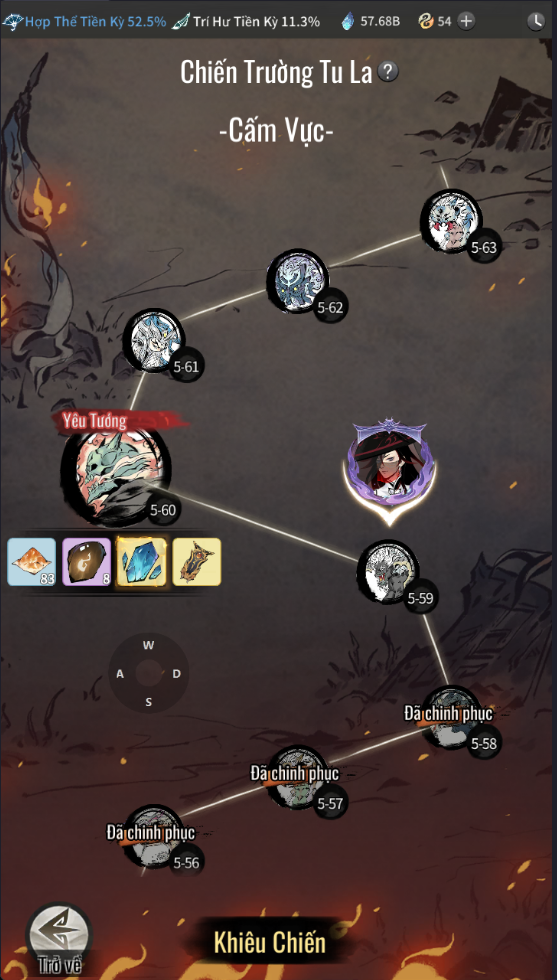 Hợp Thể Tiền Kỳ 52.5% Trí Hư Tiền Kỳ 11.3% 57.68B 54
Chiến Trường Tu La ?
-Cấm Vực-
5-63
5-62
5-61
Yêu Tướng
5-60
83 8
5-59
W
A D
S
Đã chinh phục
5-58
Đã chinh phục
5-57
Đã chinh phục
5-56
Khiêu Chiến
Trở về